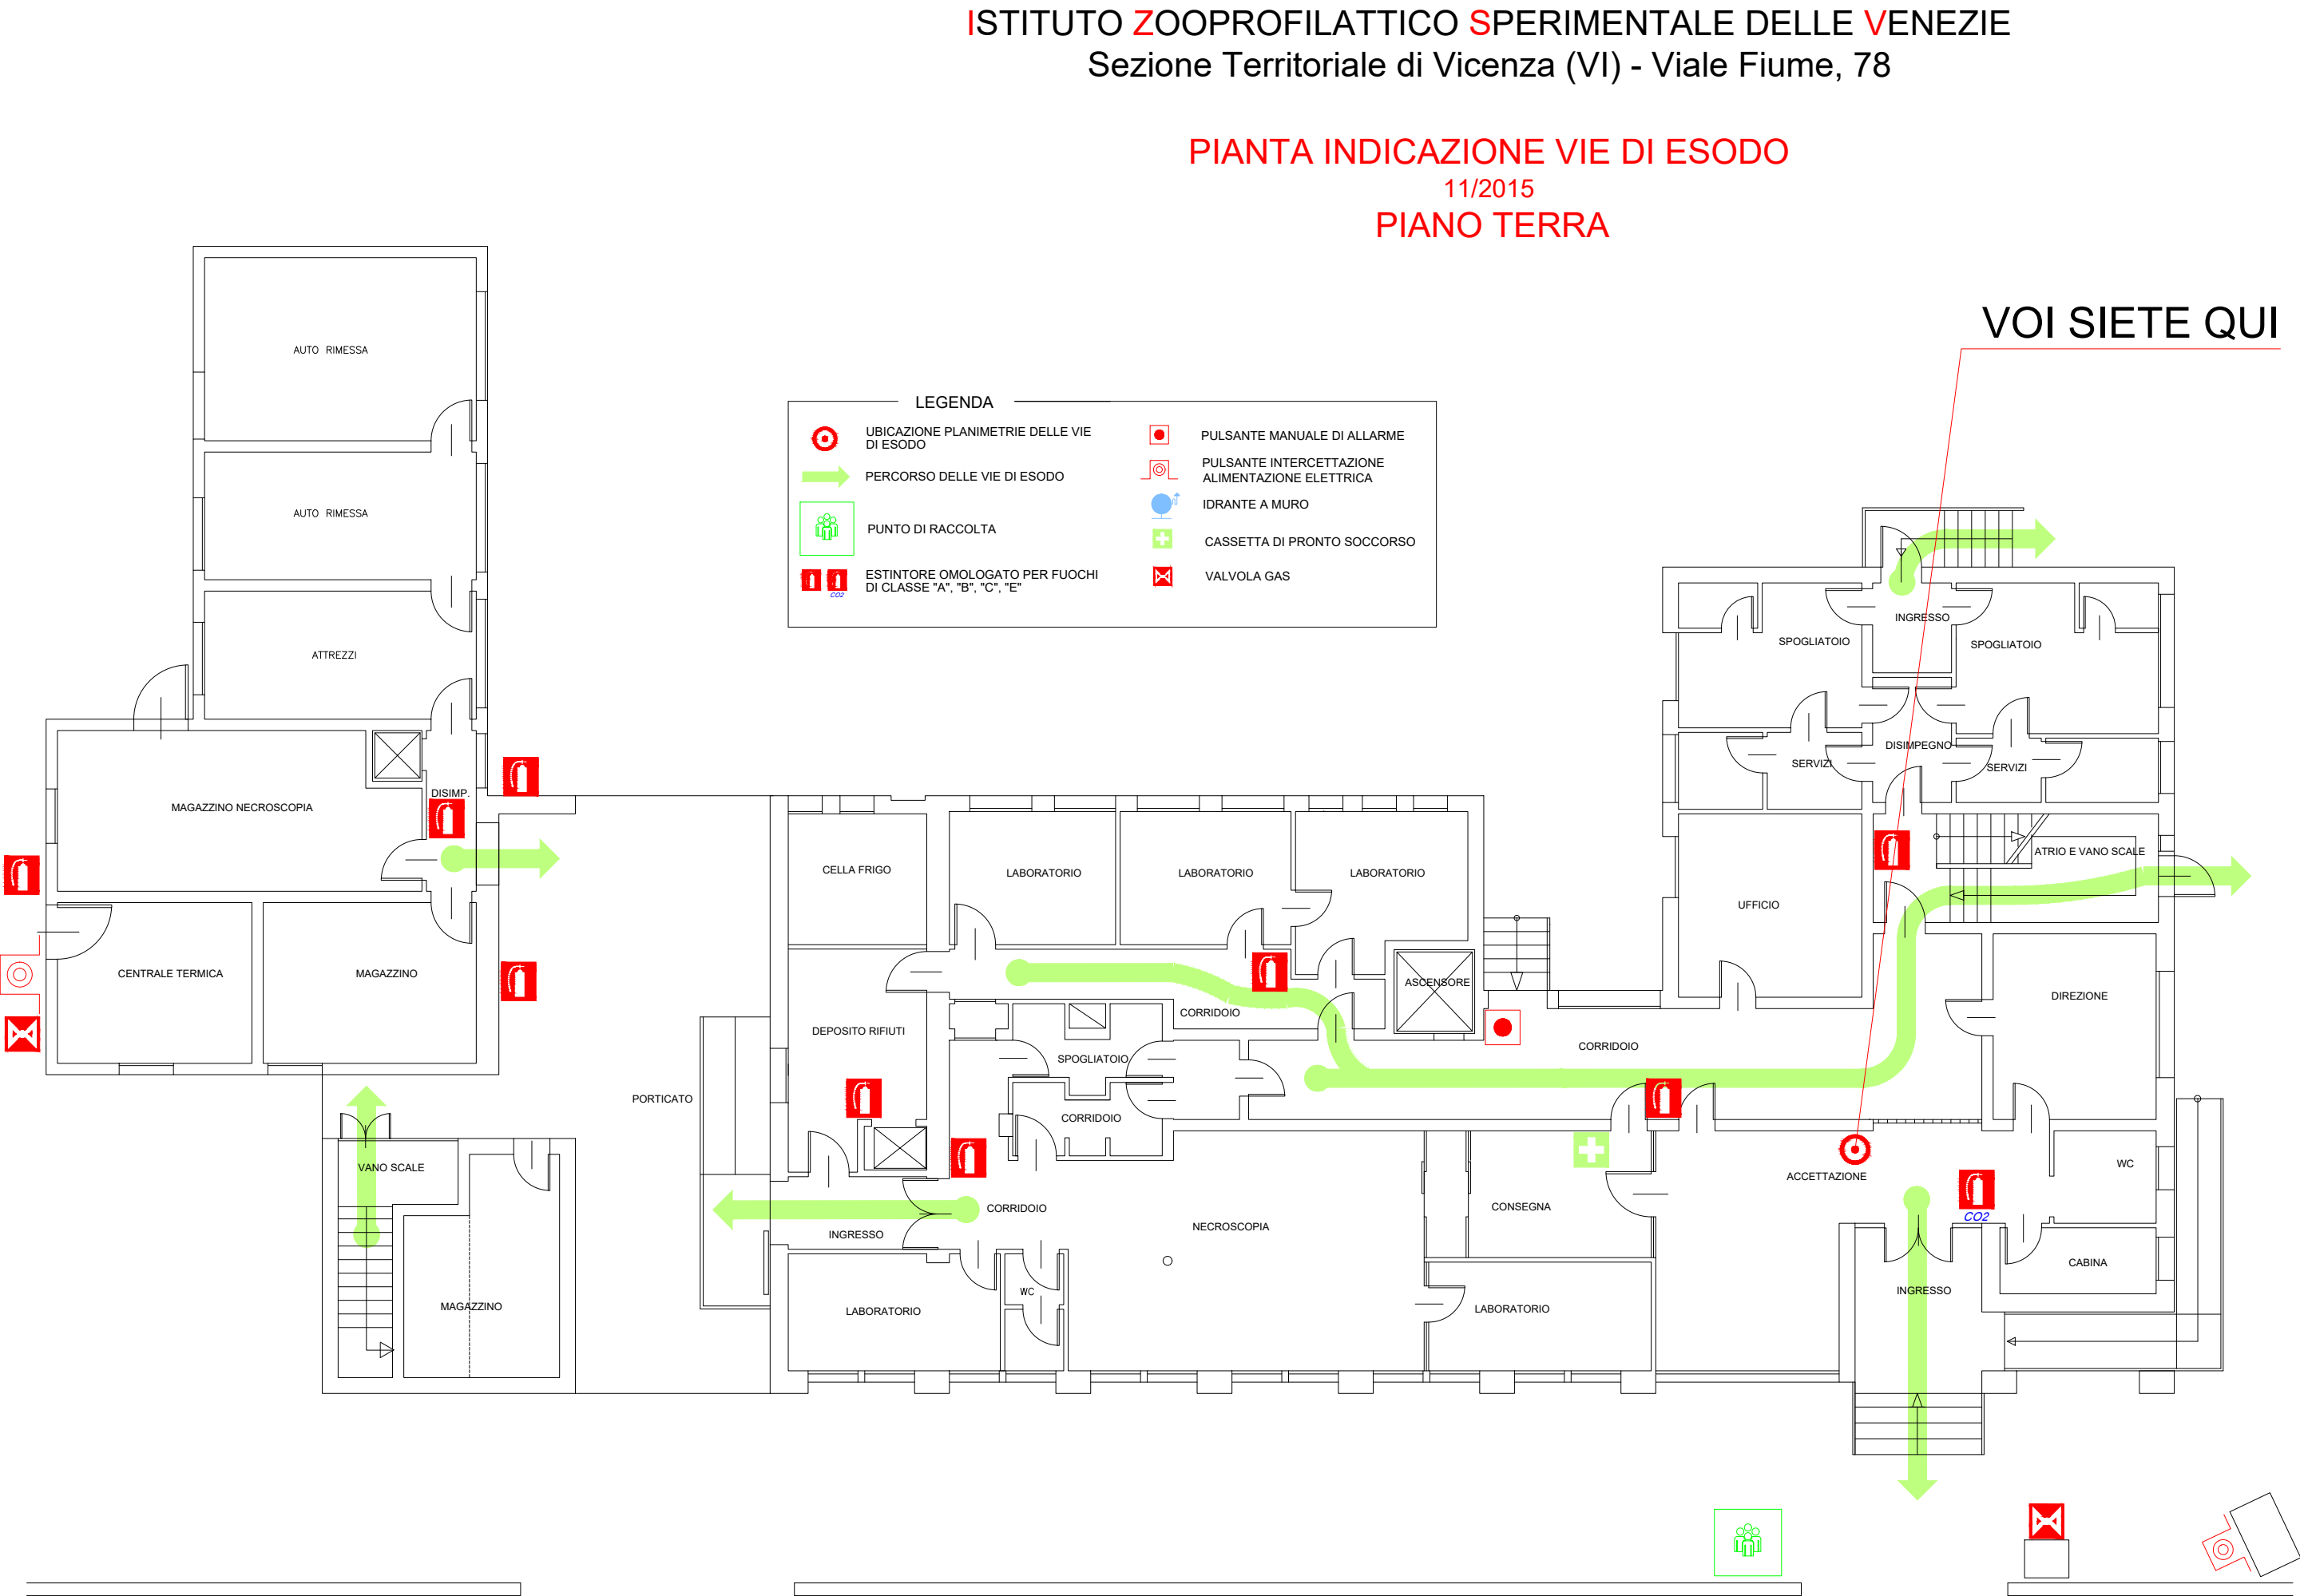 ISTITUTO ZOOPROFILATTICO SPERIMENTALE DELLE VENEZIE
Sezione Territoriale di Vicenza (VI) - Viale Fiume, 78
PIANTA INDICAZIONE VIE DI ESODO
11/2015
PIANO TERRA
VOI SIETE QUI
LEGENDA
UBICAZIONE PLANIMETRIE DELLE VIE
DI ESODO
PERCORSO DELLE VIE DI ESODO
PUNTO DI RACCOLTA
ESTINTORE OMOLOGATO PER FUOCHI
DI CLASSE "A", "B", "C", "E"
CO2
PULSANTE MANUALE DI ALLARME
PULSANTE INTERCETTAZIONE
ALIMENTAZIONE ELETTRICA
IDRANTE A MURO
CASSETTA DI PRONTO SOCCORSO
VALVOLA GAS
AUTO RIMESSA
AUTO RIMESSA
ATTREZZI
MAGAZZINO NECROSCOPIA
DISIMP.
CENTRALE TERMICA
MAGAZZINO
VANO SCALE
MAGAZZINO
PORTICATO
CELLA FRIGO
LABORATORIO
LABORATORIO
LABORATORIO
DEPOSITO RIFIUTI
CORRIDOIO
ASCENSORE
SPOGLIATOIO
CORRIDOIO
CORRIDOIO
INGRESSO
CORRIDOIO
LABORATORIO
WC
NECROSCOPIA
CONSEGNA
LABORATORIO
INGRESSO
SPOGLIATOIO
SPOGLIATOIO
DISIMPEGNO
SERVIZI
SERVIZI
ATRIO E VANO SCALE
UFFICIO
DIREZIONE
ACCETTAZIONE
WC
CO2
CABINA
INGRESSO